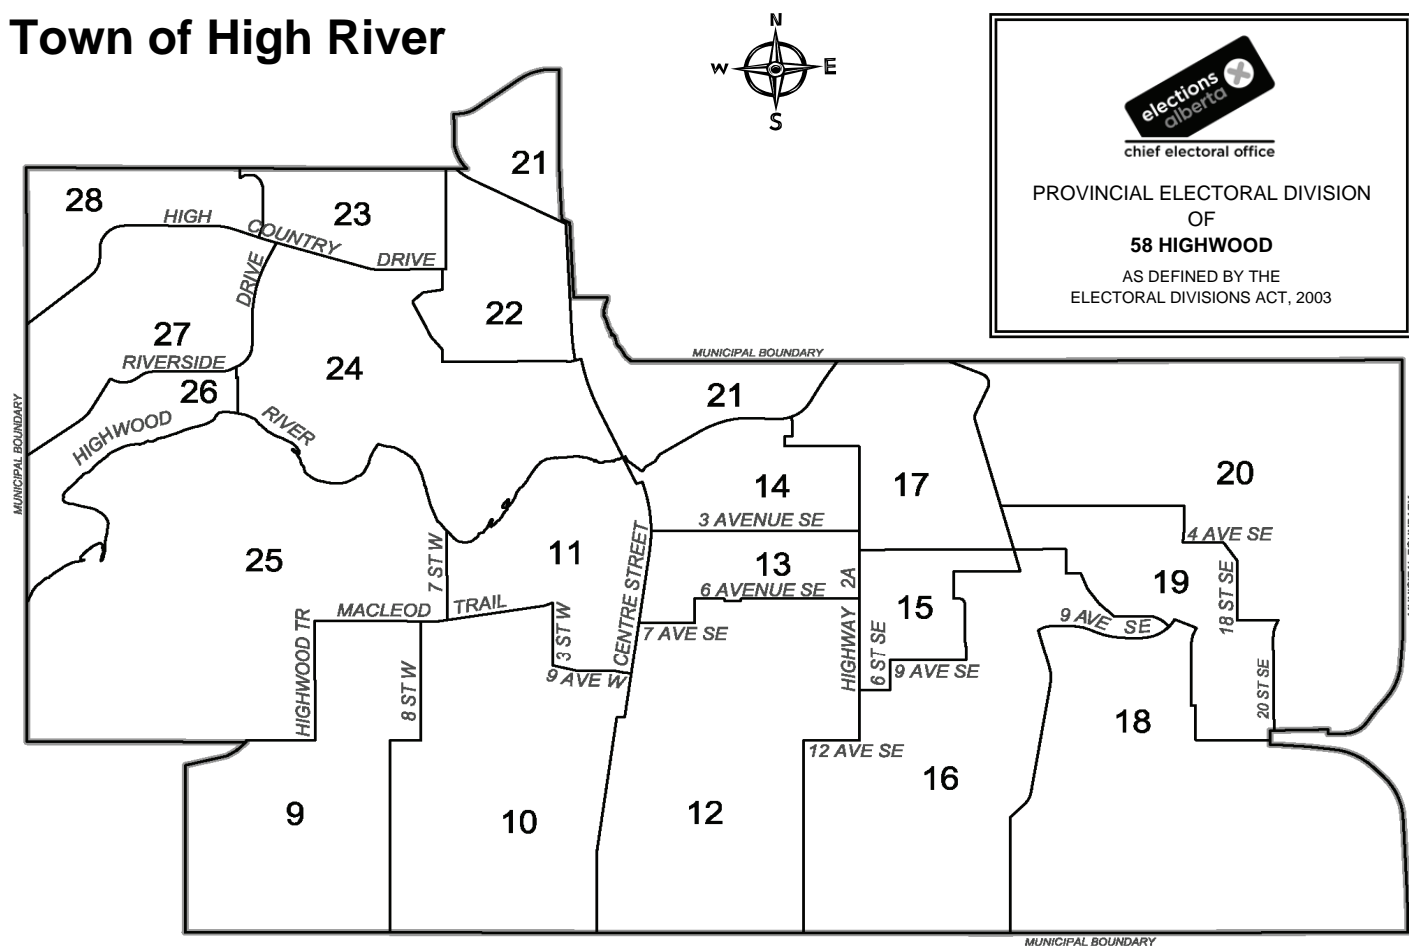 Town of High River
N
W E
S
elections
alberta
chief electoral office
PROVINCIAL ELECTORAL DIVISION
OF
58 HIGHWOOD
AS DEFINED BY THE
ELECTORAL DIVISIONS ACT, 2003
21
28
23
HIGH
COUNTRY
DRIVE
DRIVE
22
27
RIVERSIDE
24
26
MUNICIPAL BOUNDARY
21
HIGHWOOD
RIVER
MUNICIPAL BOUNDARY
20
17
14
3 AVENUE SE
4 AVE SE
25
7 ST W
11
CENTRE STREET
13
6 AVENUE SE
2A
HIGHWAY
19
18 ST SE
MACLEOD
TRAIL
3 ST W
7 AVE SE
15
6 ST SE
9 AVE SE
9 AVE SE
HIGHWOOD TR
8 ST W
9 AVE W
20 ST SE
18
12 AVE SE
16
9
10
12
MUNICIPAL BOUNDARY